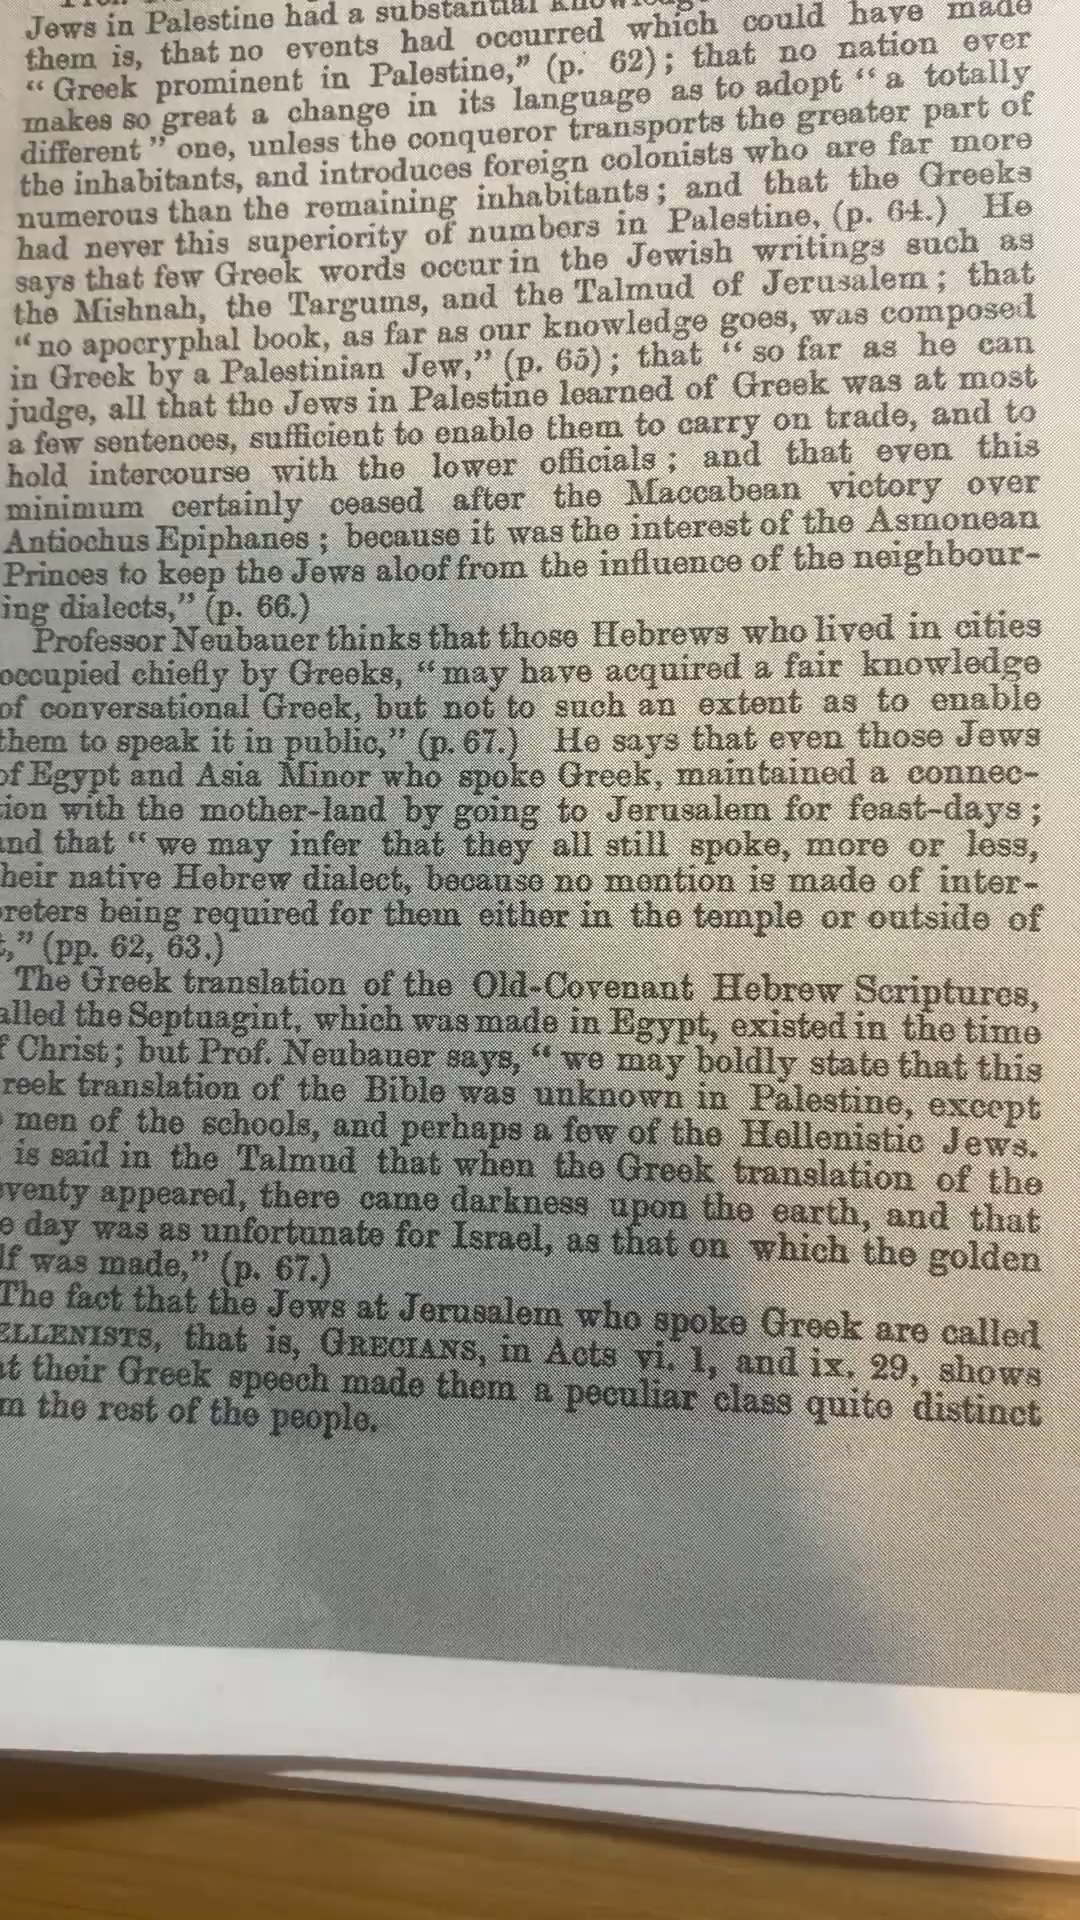 Jews in Palestine had a substantial
them is, that no events had occurred which could have made
“Greek prominent in Palestine,” (p. 62); that no nation ever
makes so great a change in its language as to adopt “a totally
different” one, unless the conqueror transports the greater part of
the inhabitants, and introduces foreign colonists who are far more
numerous than the remaining inhabitants; and that the Greeks
had never this superiority of numbers in Palestine, (p. 64.) He
says that few Greek words occur in the Jewish writings such as
the Mishnah, the Targums, and the Talmud of Jerusalem; that
“no apocryphal book, as far as our knowledge goes, was composed
in Greek by a Palestinian Jew,” (p. 65); that “so far as he can
judge, all that the Jews in Palestine learned of Greek was at most
a few sentences, sufficient to enable them to carry on trade, and to
hold intercourse with the lower officials; and that even this
minimum certainly ceased after the Maccabean victory over
Antiochus Epiphanes; because it was the interest of the Asmonean
Princes to keep the Jews aloof from the influence of the neighbour-
ing dialects,” (p. 66.)
Professor Neubauer thinks that those Hebrews who lived in cities
occupied chiefly by Greeks, “may have acquired a fair knowledge
of conversational Greek, but not to such an extent as to enable
them to speak it in public,” (p. 67.) He says that even those Jews
of Egypt and Asia Minor who spoke Greek, maintained a connec-
ion with the mother-land by going to Jerusalem for feast-days;
nd that “we may infer that they all still spoke, more or less,
heir native Hebrew dialect, because no mention is made of inter-
reters being required for them either in the temple or outside of
t,” (pp. 62, 63.)
The Greek translation of the Old-Covenant Hebrew Scriptures,
alled the Septuagint, which was made in Egypt, existed in the time
f Christ; but Prof. Neubauer says, “we may boldly state that this
reek translation of the Bible was unknown in Palestine, except
men of the schools, and perhaps a few of the Hellenistic Jews.
is said in the Talmud that when the Greek translation of the
venty appeared, there came darkness upon the earth, and that
e day was as unfortunate for Israel, as that on which the golden
lf was made,” (p. 67.)
The fact that the Jews at Jerusalem who spoke Greek are called
ELLENISTS, that is, GRECIANS, in Acts vi. 1, and ix. 29, shows
at their Greek speech made them a peculiar class quite distinct
m the rest of the people.